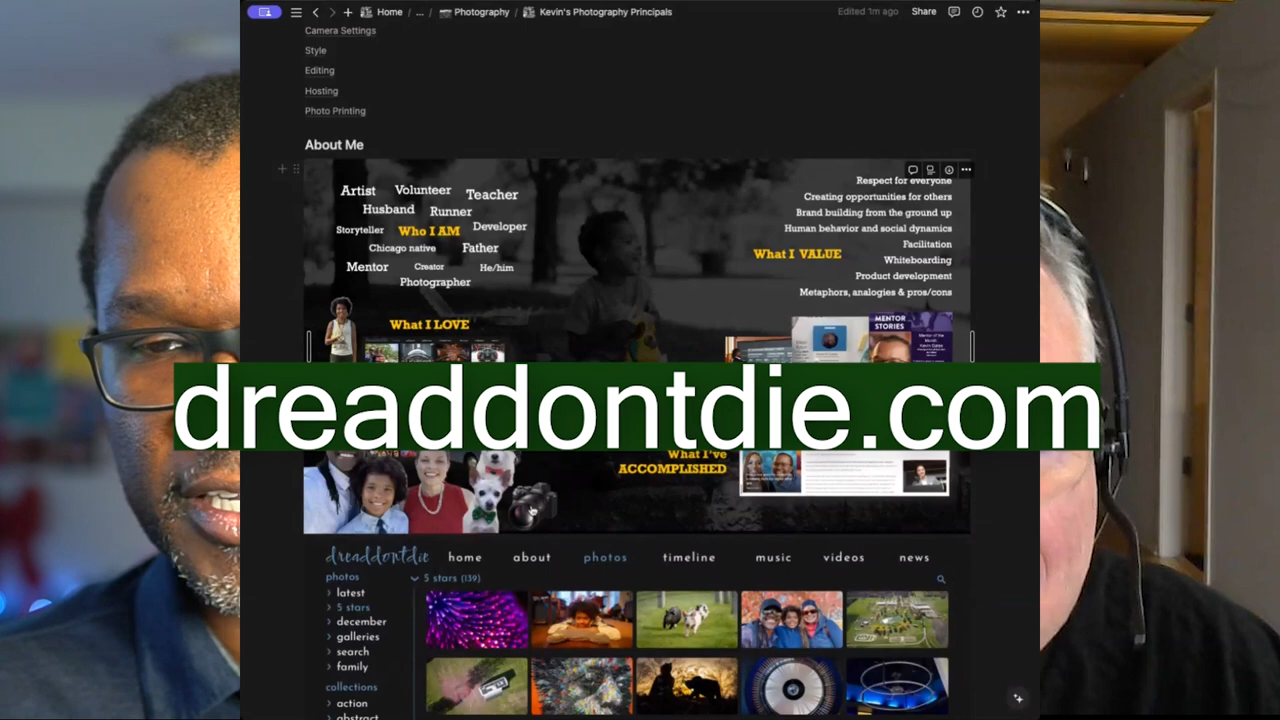 Home / ... / Photography / Kevin's Photography Principals
Edited 1m ago Share
Camera Settings
Style
Editing
Hosting
Photo Printing
About Me
Artist Volunteer Teacher
Husband Runner
Storyteller Who I AM Developer
Chicago native Father
Mentor Creator He/him
Photographer
Respect for everyone
Creating opportunities for others
Brand building from the ground up
Human behavior and social dynamics
What I VALUE
Facilitation
Whiteboarding
Product development
Metaphors, analogies & pros/cons
What I LOVE
MENTOR
STORIES
dreaddontdie.com
What I've
ACCOMPLISHED
dreaddontdie home about photos timeline music videos news
photos
5 stars (139)
latest
5 stars
december
galleries
search
family
collections
action
abstract